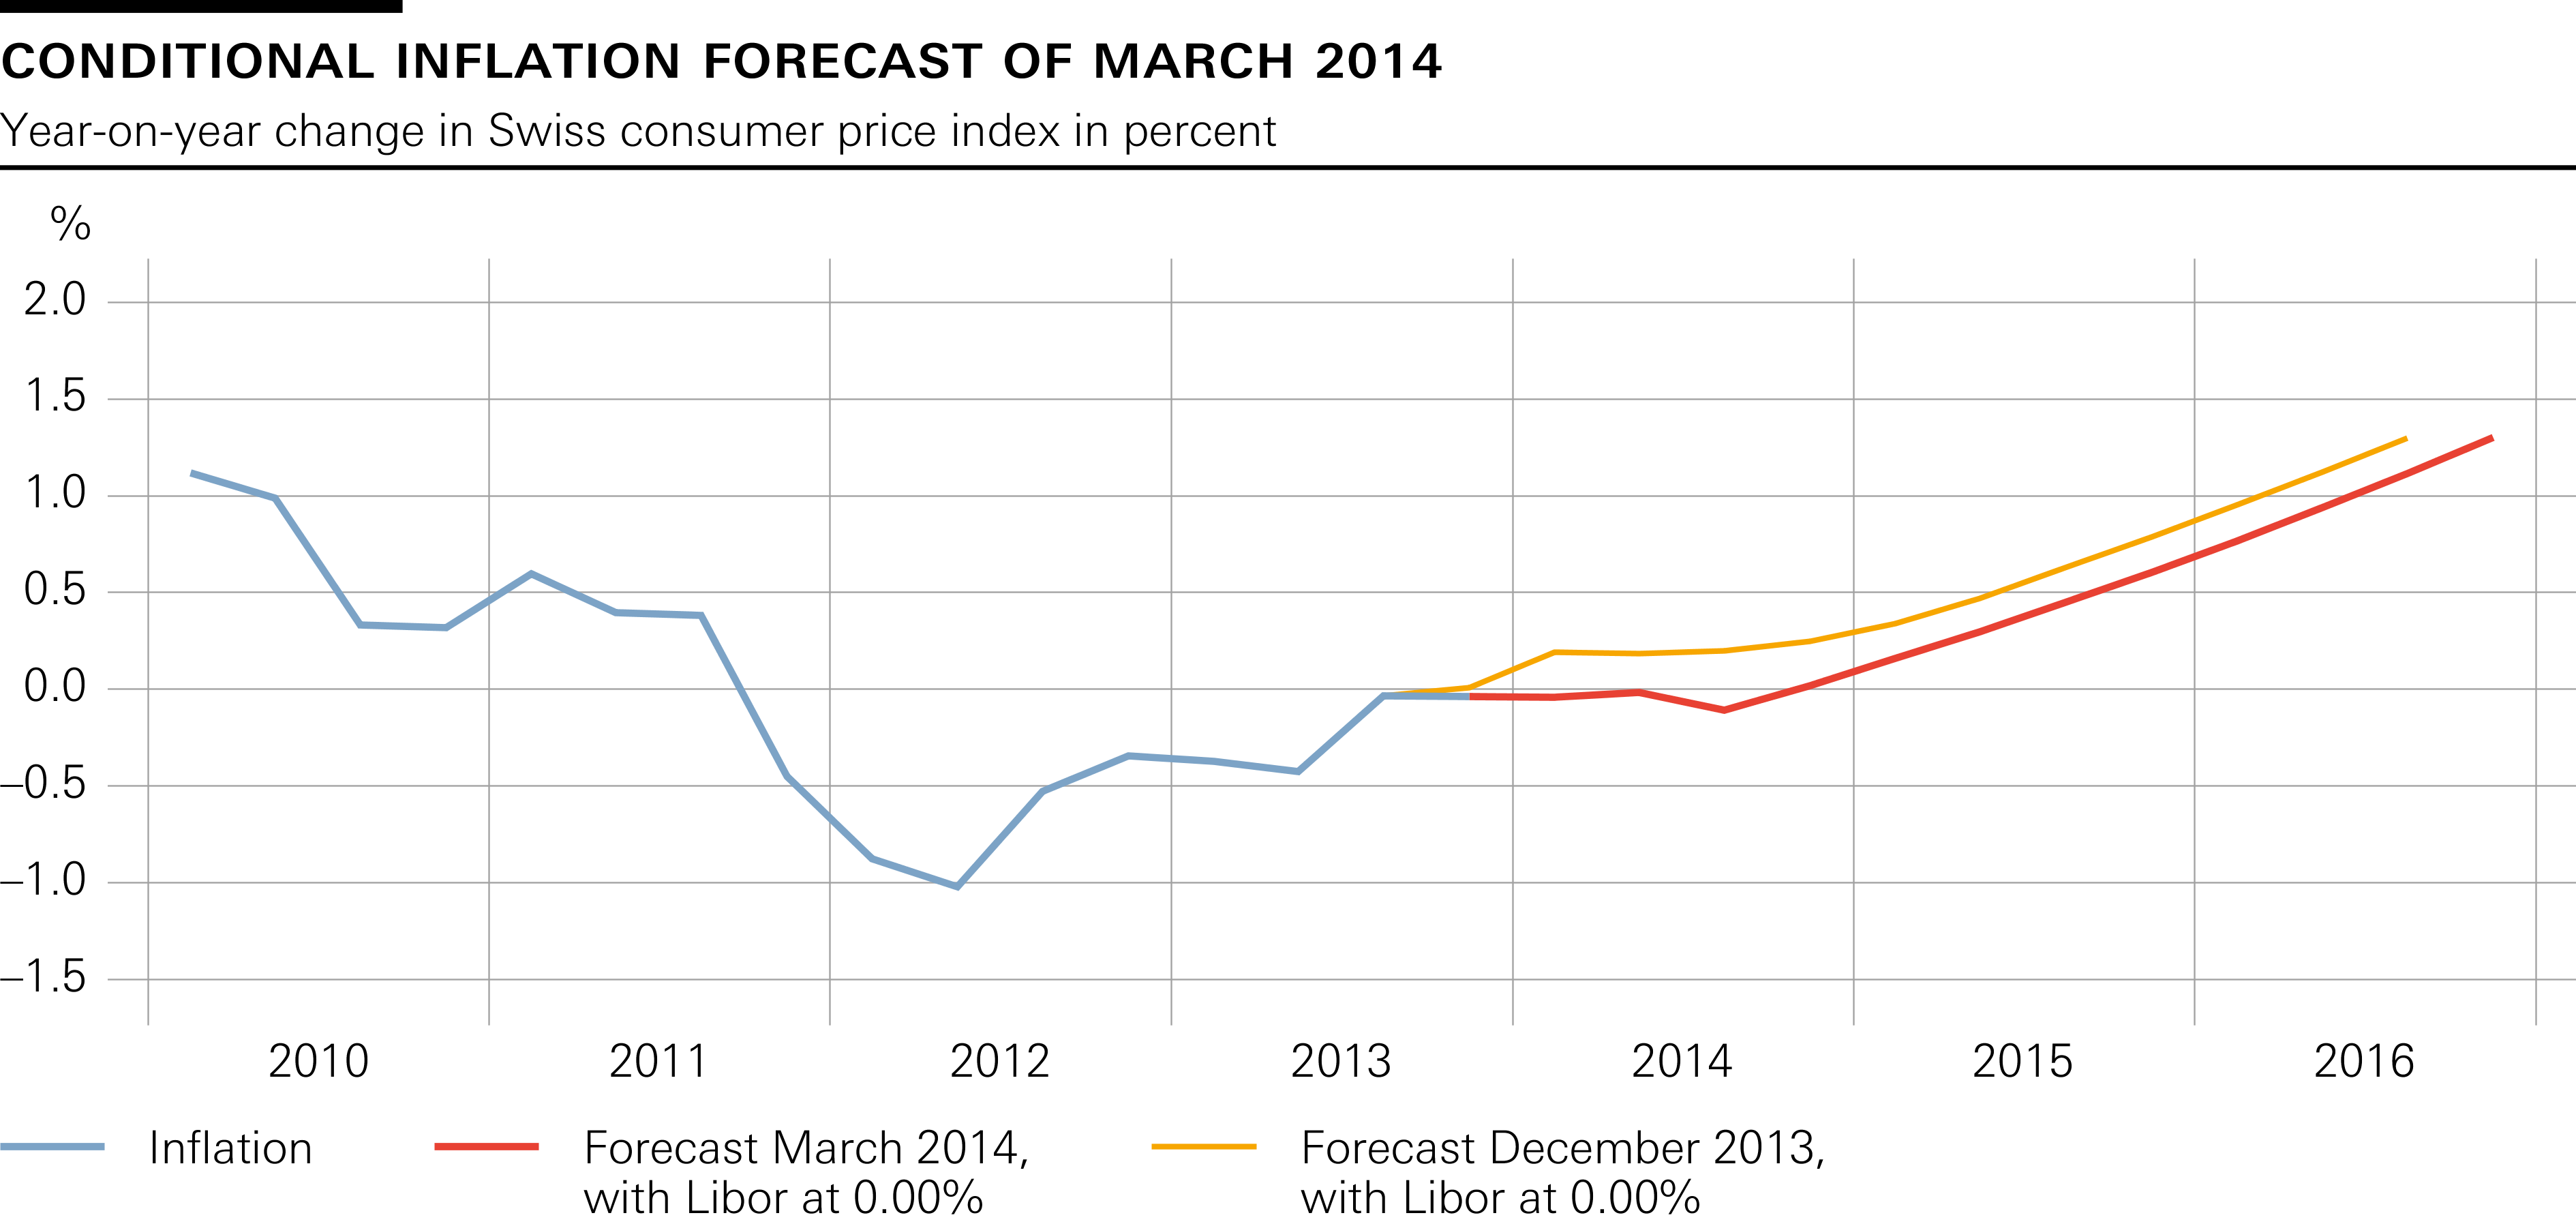 CONDITIONAL INFLATION FORECAST OF MARCH 2014
Year-on-year change in Swiss consumer price index in percent
%
2.0
1.5
1.0
0.5
0.0
–0.5
–1.0
–1.5
2010 2011 2012 2013 2014 2015 2016
Inflation
Forecast March 2014,
with Libor at 0.00%
Forecast December 2013,
with Libor at 0.00%